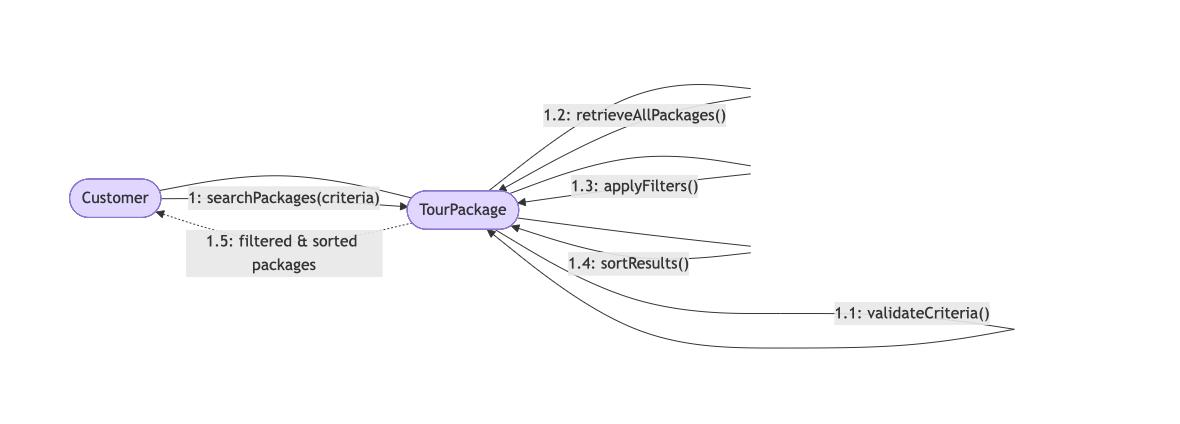 1.2: retrieveAllPackages()
1.3: applyFilters()
Customer
1: searchPackages(criteria)
TourPackage
1.5: filtered & sorted
packages
1.4: sortResults()
1.1: validateCriteria()